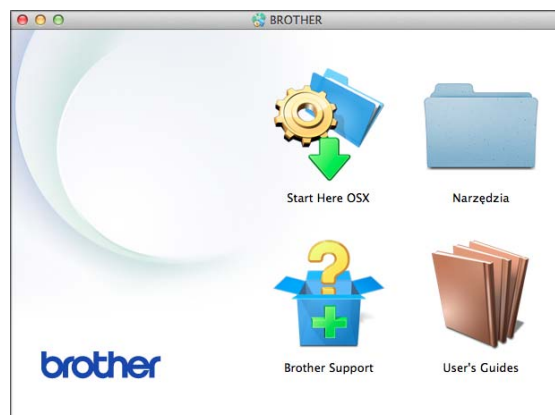 BROTHER
Start Here OSX
Narzędzia
Brother Support
User's Guides
brother